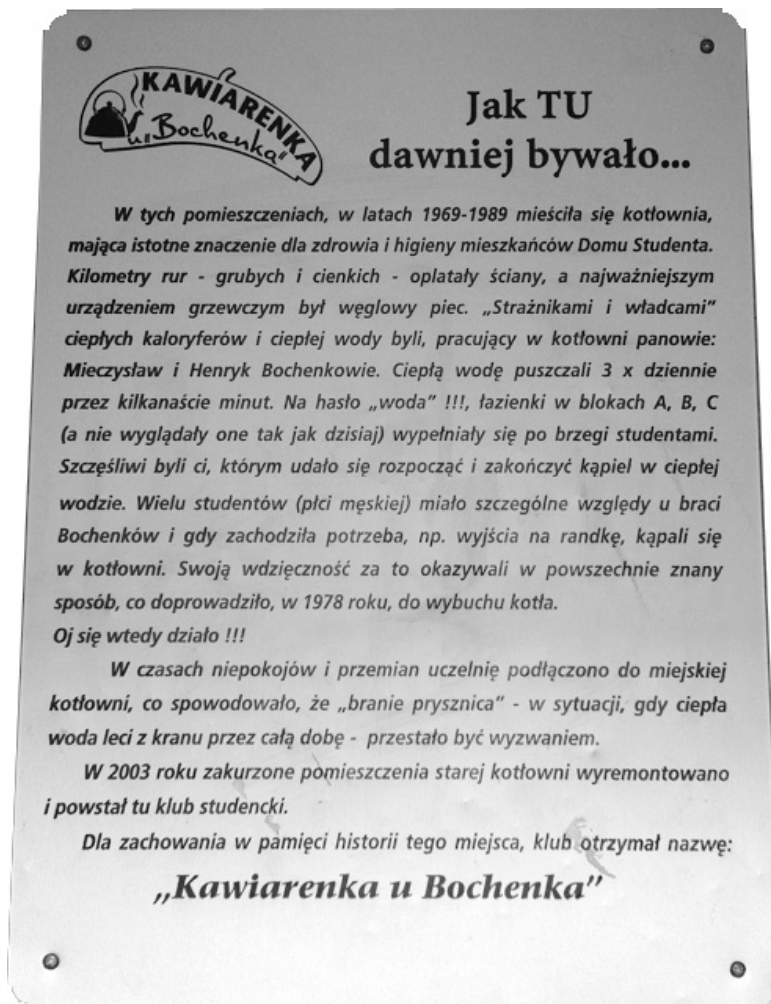 KAWIARENKA
u „Bochenka"
Jak TU
dawniej bywało...
W tych pomieszczeniach, w latach 1969-1989 mieściła się kotłownia,
mająca istotne znaczenie dla zdrowia i higieny mieszkańców Domu Studenta.
Kilometry rur - grubych i cienkich - oplatały ściany, a najważniejszym
urządzeniem grzewczym był węglowy piec. „Strażnikami i władcami"
ciepłych kaloryferów i ciepłej wody byli, pracujący w kotłowni panowie:
Mieczysław i Henryk Bochenkowie. Ciepłą wodę puszczali 3 x dziennie
przez kilkanaście minut. Na hasło „woda" !!!, łazienki w blokach A, B, C
(a nie wyglądały one tak jak dzisiaj) wypełniały się po brzegi studentami.
Szczęśliwi byli ci, którym udało się rozpocząć i zakończyć kąpiel w ciepłej
wodzie. Wielu studentów (płci męskiej) miało szczególne względy u braci
Bochenków i gdy zachodziła potrzeba, np. wyjścia na randkę, kąpali się
w kotłowni. Swoją wdzięczność za to okazywali w powszechnie znany
sposób, co doprowadziło, w 1978 roku, do wybuchu kotła.
Oj się wtedy działo !!!
W czasach niepokojów i przemian uczelnię podłączono do miejskiej
kotłowni, co spowodowało, że „branie prysznica" - w sytuacji, gdy ciepła
woda leci z kranu przez całą dobę - przestało być wyzwaniem.
W 2003 roku zakurzone pomieszczenia starej kotłowni wyremontowano
i powstał tu klub studencki.
Dla zachowania w pamięci historii tego miejsca, klub otrzymał nazwę:
„Kawiarenka u Bochenka"